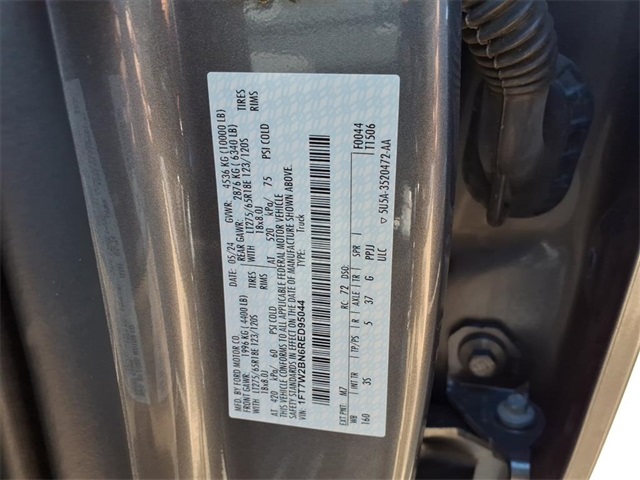 MFD. BY FORD MOTOR CO.
DATE: 05/24 GVWR: 4536 KG (10000 LB)
FRONT GAWR: 1996 KG (4400 LB) REAR GAWR: 2876 KG (6340 LB)
WITH LT275/65R18E 123/120S TIRES WITH LT275/65R18E 123/120S TIRES
18x8.0J RIMS 18x8.0J RIMS
AT 420 kPa/ 60 PSI COLD AT 520 kPa/ 75 PSI COLD
THIS VEHICLE CONFORMS TO ALL APPLICABLE FEDERAL MOTOR VEHICLE
SAFETY STANDARDS IN EFFECT ON THE DATE OF MANUFACTURE SHOWN ABOVE.
VIN: 1FT7W2BN6RED95044 TYPE: Truck
F0044
T1506
EXT PNT: M7 RC: 72 DSO:
WB INT TR TP/PS R AXLE TR SPR
160 35 5 37 G PPJJ
ULC
5U5A-3520472-AA